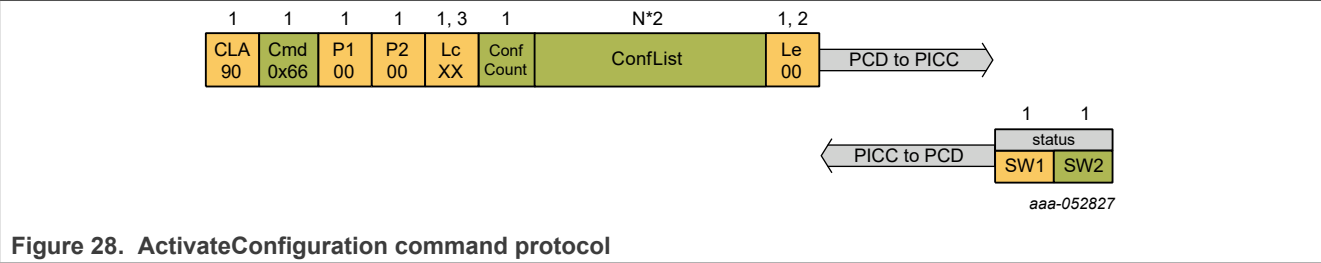 1 1 1 1 1, 3 1 N*2 1, 2
CLA Cmd P1 P2 Lc Conf ConfList Le PCD to PICC
90 0x66 00 00 XX Count 00
1 1
status
PICC to PCD SW1 SW2
aaa-052827
Figure 28. ActivateConfiguration command protocol